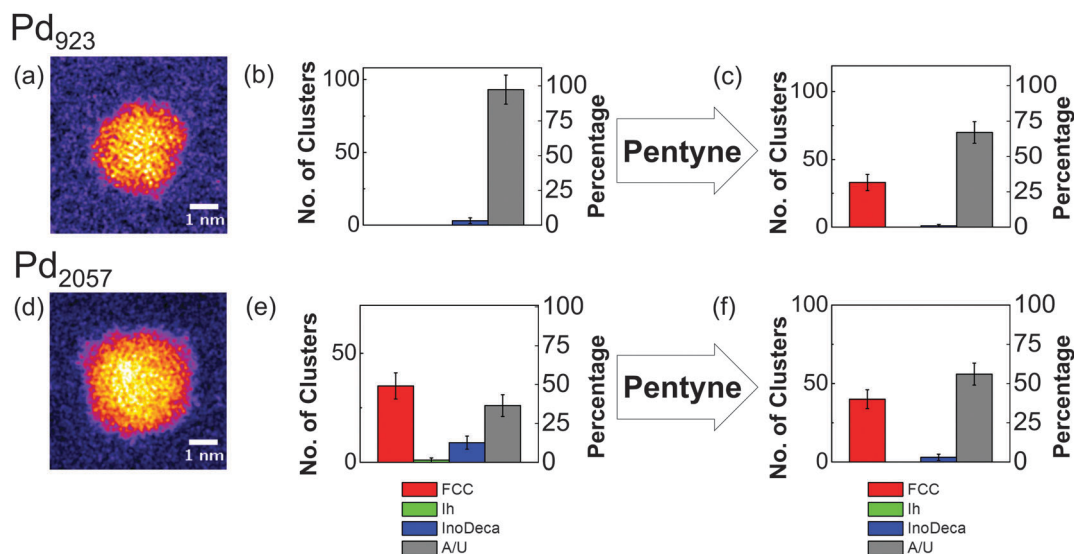 Pd923
(a)
1 nm
(b)
No. of Clusters
100
50
0
100
75
50
25
0
Percentage
Pentyne
(c)
No. of Clusters
100
50
0
100
75
50
25
0
Percentage
Pd2057
(d)
1 nm
(e)
No. of Clusters
50
0
100
75
50
25
0
Percentage
FCC
Ih
InoDeca
A/U
Pentyne
(f)
No. of Clusters
100
50
0
100
75
50
25
0
Percentage
FCC
Ih
InoDeca
A/U